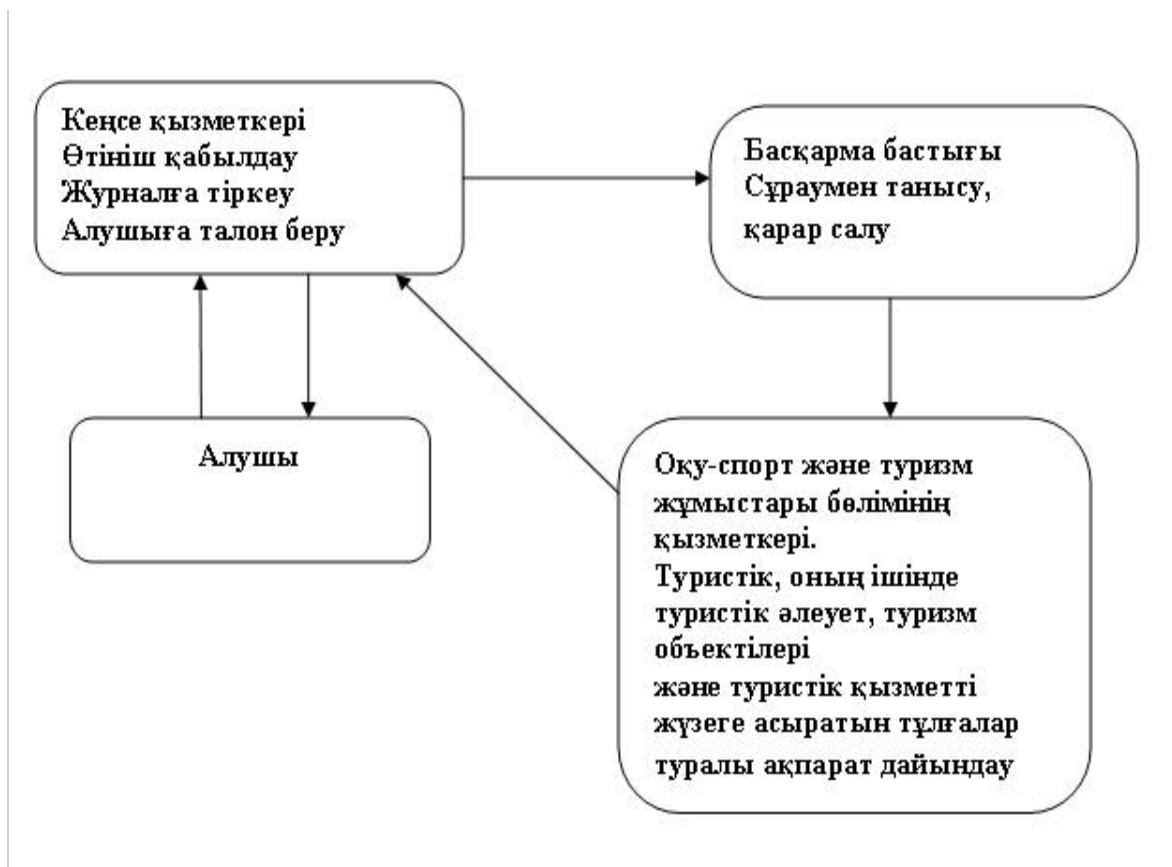 Кеңсе қызметкері
Өтініш қабылдау
Журналға тіркеу
Алушыға талон беру
Басқарма бастығы
Сұраумен танысу,
қарар салу
Алушы
Оқу-спорт және туризм
жұмыстары бөлімінің
қызметкері.
Туристік, оның ішінде
туристік әлеует, туризм
объектілері
және туристік қызметті
жүзеге асыратын тұлғалар
туралы ақпарат дайындау